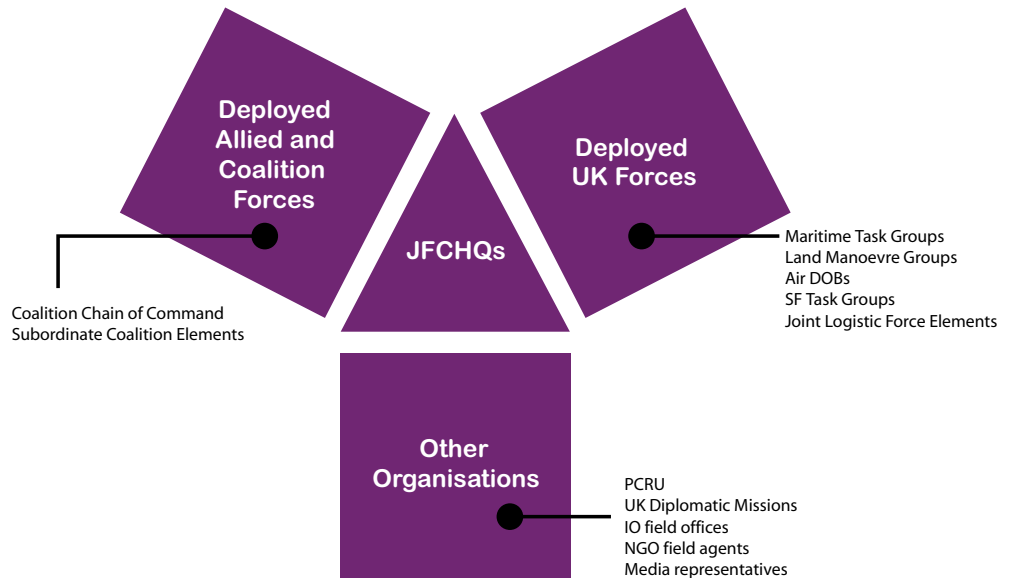 Deployed
Allied and
Coalition
Forces
Deployed
UK Forces
JFCHQs
Maritime Task Groups
Land Manoevre Groups
Air DOBs
SF Task Groups
Joint Logistic Force Elements
Coalition Chain of Command
Subordinate Coalition Elements
Other
Organisations
PCRU
UK Diplomatic Missions
IO field offices
NGO field agents
Media representatives